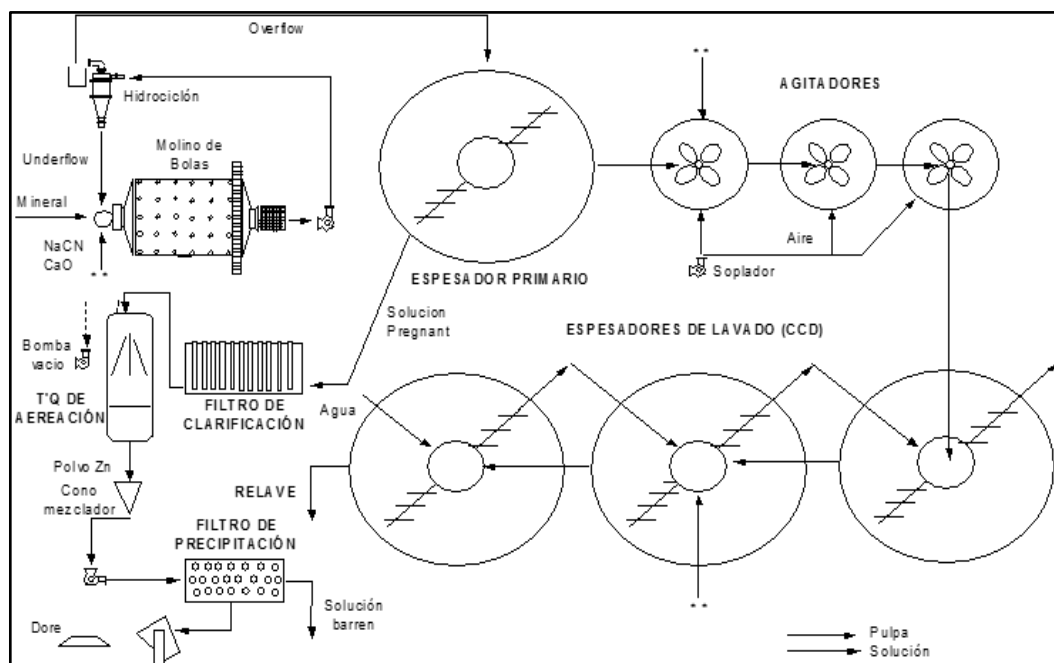 Overflow
Hidrociclón
Underflow
Molino de
Bolas
Mineral
NaCN
CaO
**
ESPESADOR PRIMARIO
**
AGITADORES
Aire
Soplador
Solucion
Pregnant
ESPESADORES DE LAVADO (CCD)
Bomba
vacio
T'Q DE
AEREACIÓN
FILTRO DE
CLARIFICACIÓN
Agua
Polvo Zn
Cono
mezclador
RELAVE
FILTRO DE
PRECIPITACIÓN
Solución
barren
**
Dore
Pulpa
Solución